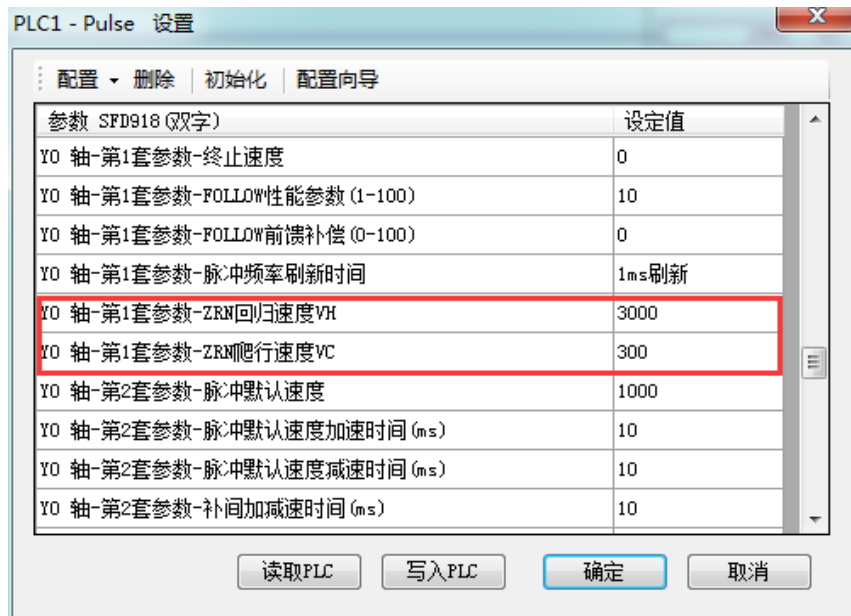 PLC1 - Pulse 设置
配置 删除 初始化 配置向导
参数 SFD918(双字) 设定值
Y0 轴-第1套参数-终止速度 0
Y0 轴-第1套参数-FOLLOW性能参数(1-100) 10
Y0 轴-第1套参数-FOLLOW前馈补偿(0-100) 0
Y0 轴-第1套参数-脉冲频率刷新时间 1ms刷新
Y0 轴-第1套参数-ZRN回归速度VH 3000
Y0 轴-第1套参数-ZRN爬行速度VC 300
Y0 轴-第2套参数-脉冲默认速度 1000
Y0 轴-第2套参数-脉冲默认速度加速时间(ms) 10
Y0 轴-第2套参数-脉冲默认速度减速时间(ms) 10
Y0 轴-第2套参数-补间加减速时间(ms) 10
读取PLC 写入PLC 确定 取消